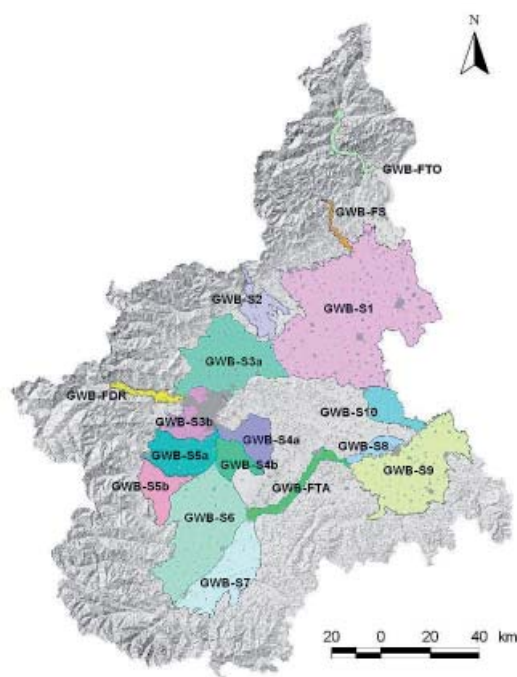 N
GWB-FTO
GWB-FS
GWB-S2
GWB-S1
GWB-S3a
GWB-FDR
GWB-S10
GWB-S3b
GWB-S4a
GWB-S8
GWB-S5a
GWB-S4b
GWB-S9
GWB-S5b
GWB-FTA
GWB-S6
GWB-S7
20 0 20 40 km